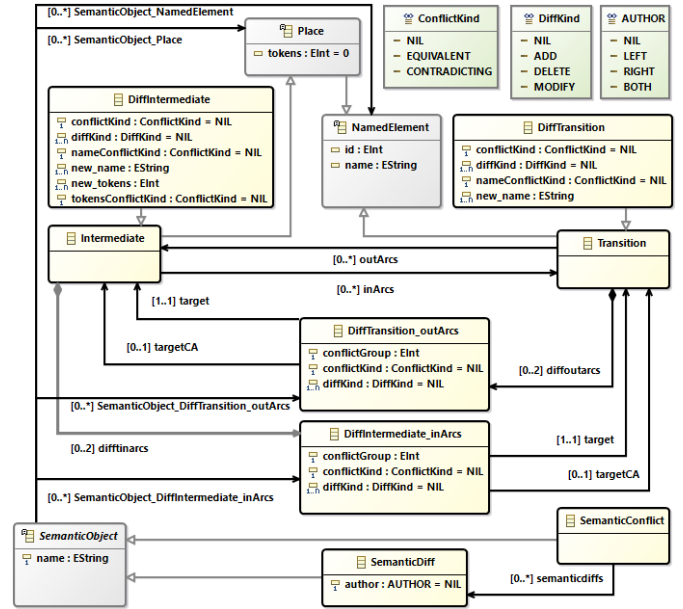 [0..*] SemanticObject_NamedElement
[0..*] SemanticObject_Place
Place
tokens : EInt = 0
ConflictKind
NIL
EQUIVALENT
CONTRADICTING
DiffKind
NIL
ADD
DELETE
MODIFY
AUTHOR
NIL
LEFT
RIGHT
BOTH
DiffIntermediate
conflictKind : ConflictKind = NIL
diffKind : DiffKind = NIL
nameConflictKind : ConflictKind = NIL
new_name : EString
new_tokens : EInt
tokensConflictKind : ConflictKind = NIL
NamedElement
id : EInt
name : EString
DiffTransition
conflictKind : ConflictKind = NIL
diffKind : DiffKind = NIL
nameConflictKind : ConflictKind = NIL
new_name : EString
Intermediate
Transition
[0..*] outArcs
[0..*] inArcs
[1..1] target
DiffTransition_outArcs
conflictGroup : EInt
conflictKind : ConflictKind = NIL
diffKind : DiffKind = NIL
[0..1] targetCA
[0..2] diffoutarcs
[0..*] SemanticObject_DiffTransition_outArcs
DiffIntermediate_inArcs
conflictGroup : EInt
conflictKind : ConflictKind = NIL
diffKind : DiffKind = NIL
[0..2] difftinarcs
[1..1] target
[0..1] targetCA
[0..*] SemanticObject_DiffIntermediate_inArcs
SemanticObject
name : EString
SemanticConflict
SemanticDiff
author : AUTHOR = NIL
[0..*] semanticdiffs